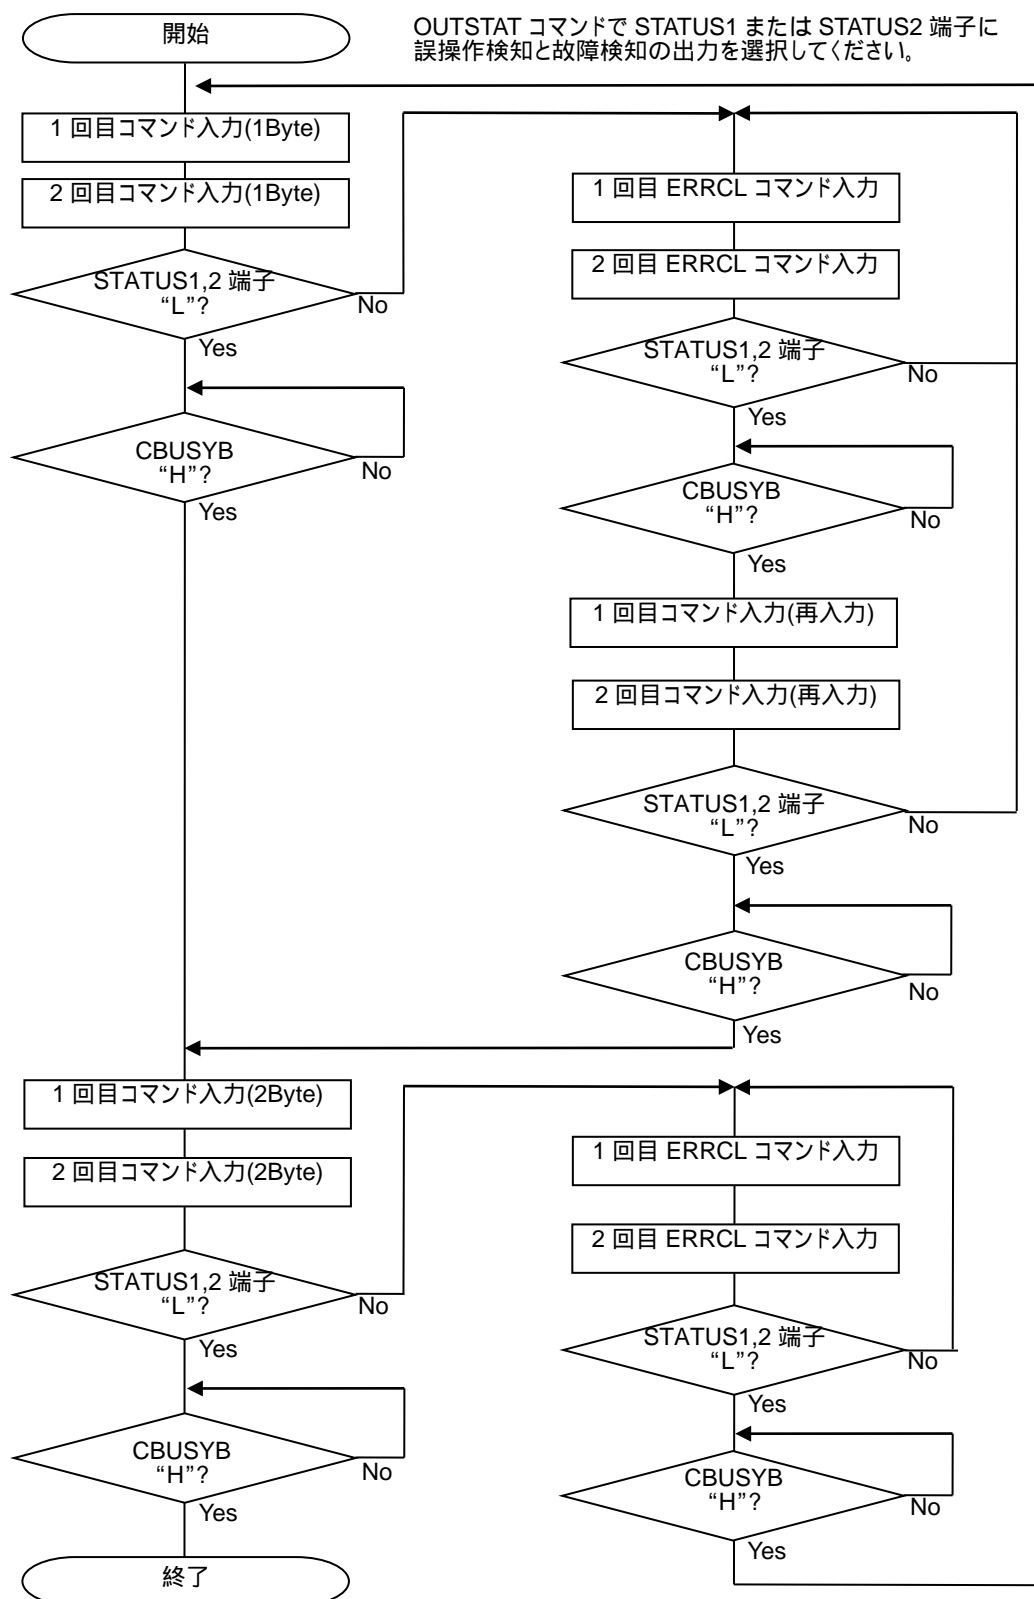 開始
OUTSTAT コマンドで STATUS1 または STATUS2 端子に
誤操作検知と故障検知の出力を選択してください。
1 回目コマンド入力(1Byte)
2 回目コマンド入力(1Byte)
STATUS1,2 端子
“L”?
No
Yes
CBUSYB
“H”?
No
Yes
1 回目 ERRCL コマンド入力
2 回目 ERRCL コマンド入力
STATUS1,2 端子
“L”?
No
Yes
CBUSYB
“H”?
No
Yes
1 回目コマンド入力(再入力)
2 回目コマンド入力(再入力)
STATUS1,2 端子
“L”?
No
Yes
CBUSYB
“H”?
No
Yes
1 回目コマンド入力(2Byte)
2 回目コマンド入力(2Byte)
STATUS1,2 端子
“L”?
No
Yes
CBUSYB
“H”?
No
Yes
終了
1 回目 ERRCL コマンド入力
2 回目 ERRCL コマンド入力
STATUS1,2 端子
“L”?
No
Yes
CBUSYB
“H”?
No
Yes